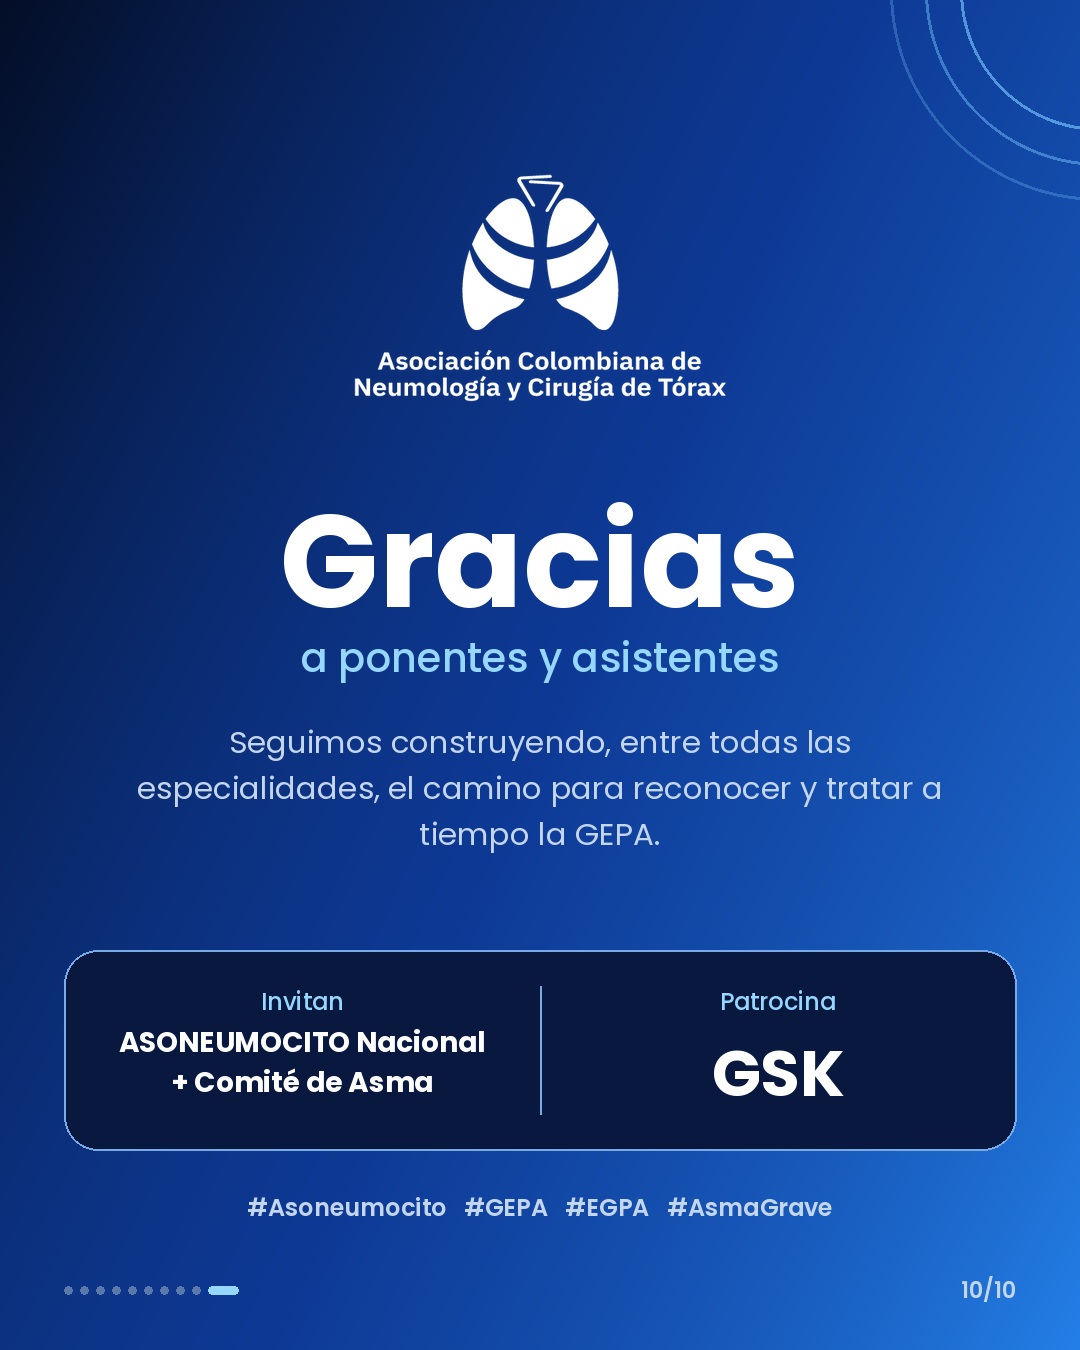 Asociación Colombiana de
Neumología y Cirugía de Tórax
Gracias
a ponentes y asistentes
Seguimos construyendo, entre todas las
especialidades, el camino para reconocer y tratar a
tiempo la GEPA.
Invitan
ASONEUMOCITO Nacional
+ Comité de Asma
Patrocina
GSK
#Asoneumocito #GEPA #EGPA #AsmaGrave
10/10